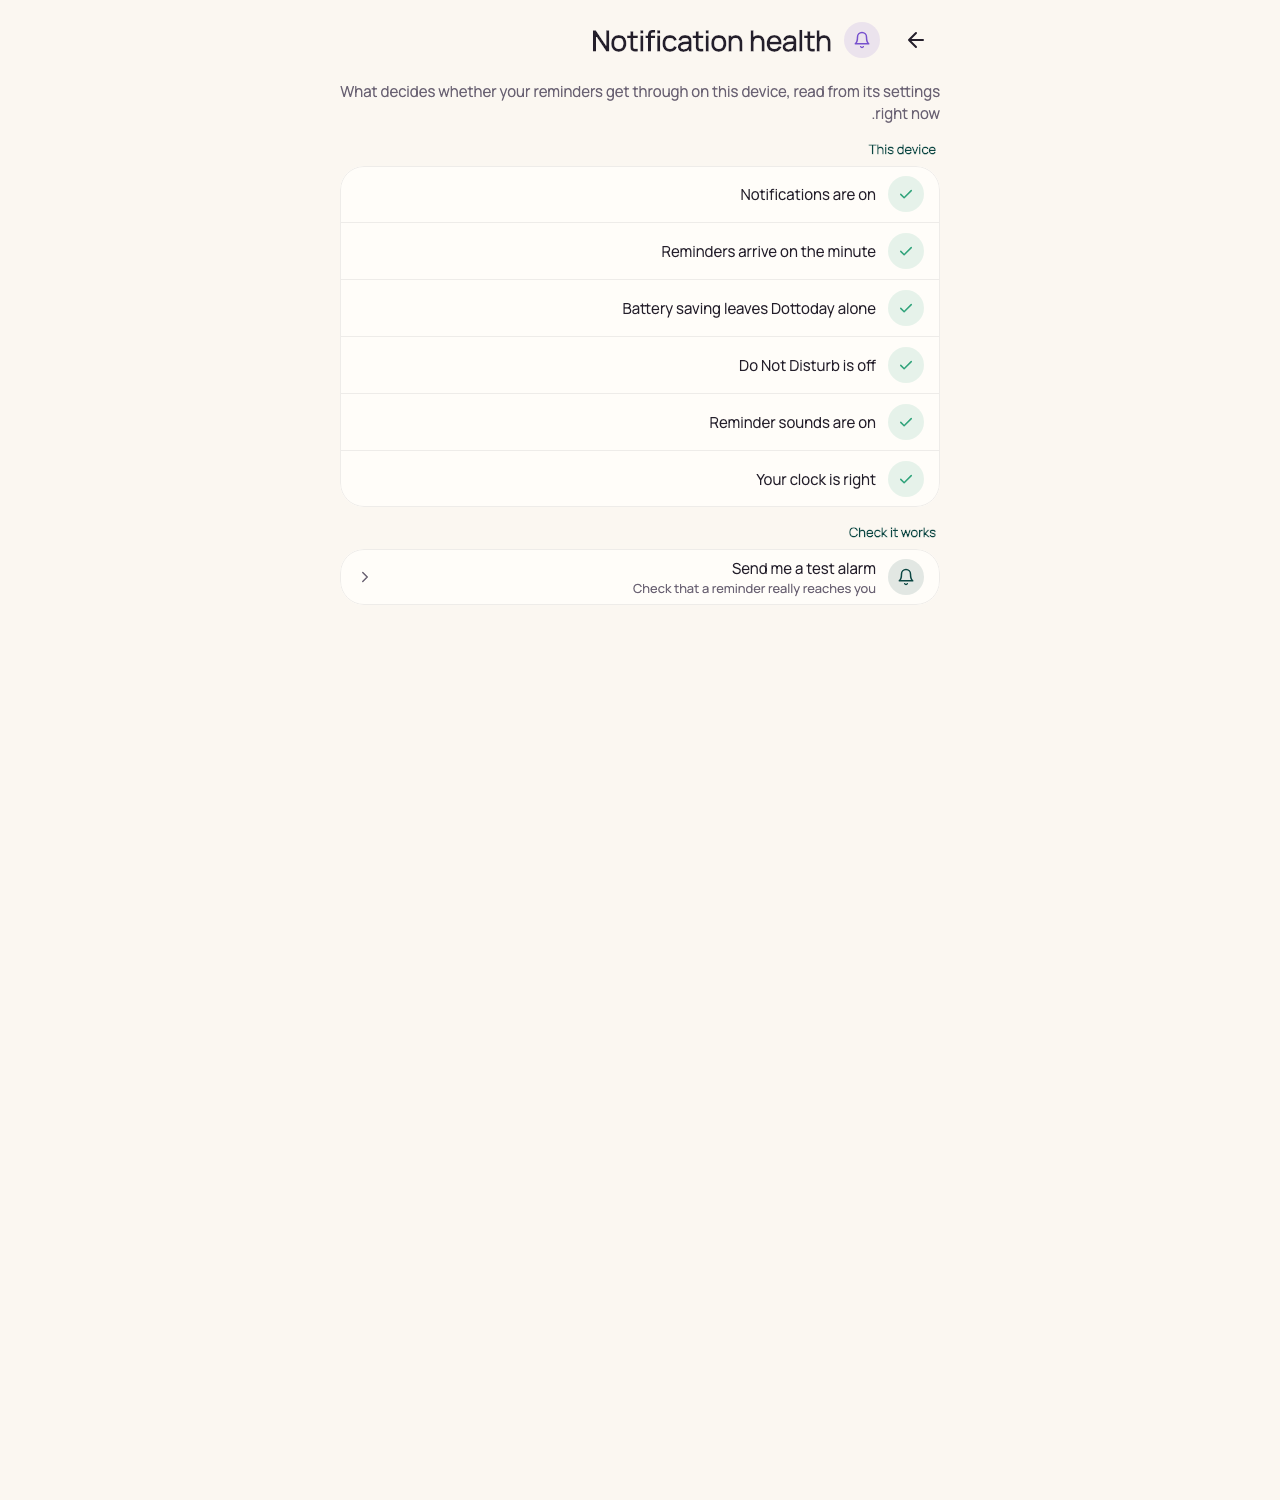 Notification health
What decides whether your reminders get through on this device, read from its settings
right now.
This device
Notifications are on
Reminders arrive on the minute
Battery saving leaves Dottoday alone
Do Not Disturb is off
Reminder sounds are on
Your clock is right
Check it works
Send me a test alarm
Check that a reminder really reaches you